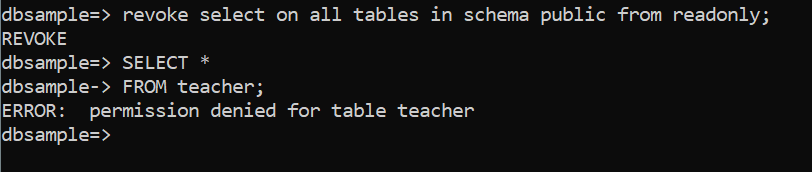 dbsample=> revoke select on all tables in schema public from readonly;
REVOKE
dbsample=> SELECT *
dbsample-> FROM teacher;
ERROR:  permission denied for table teacher
dbsample=>